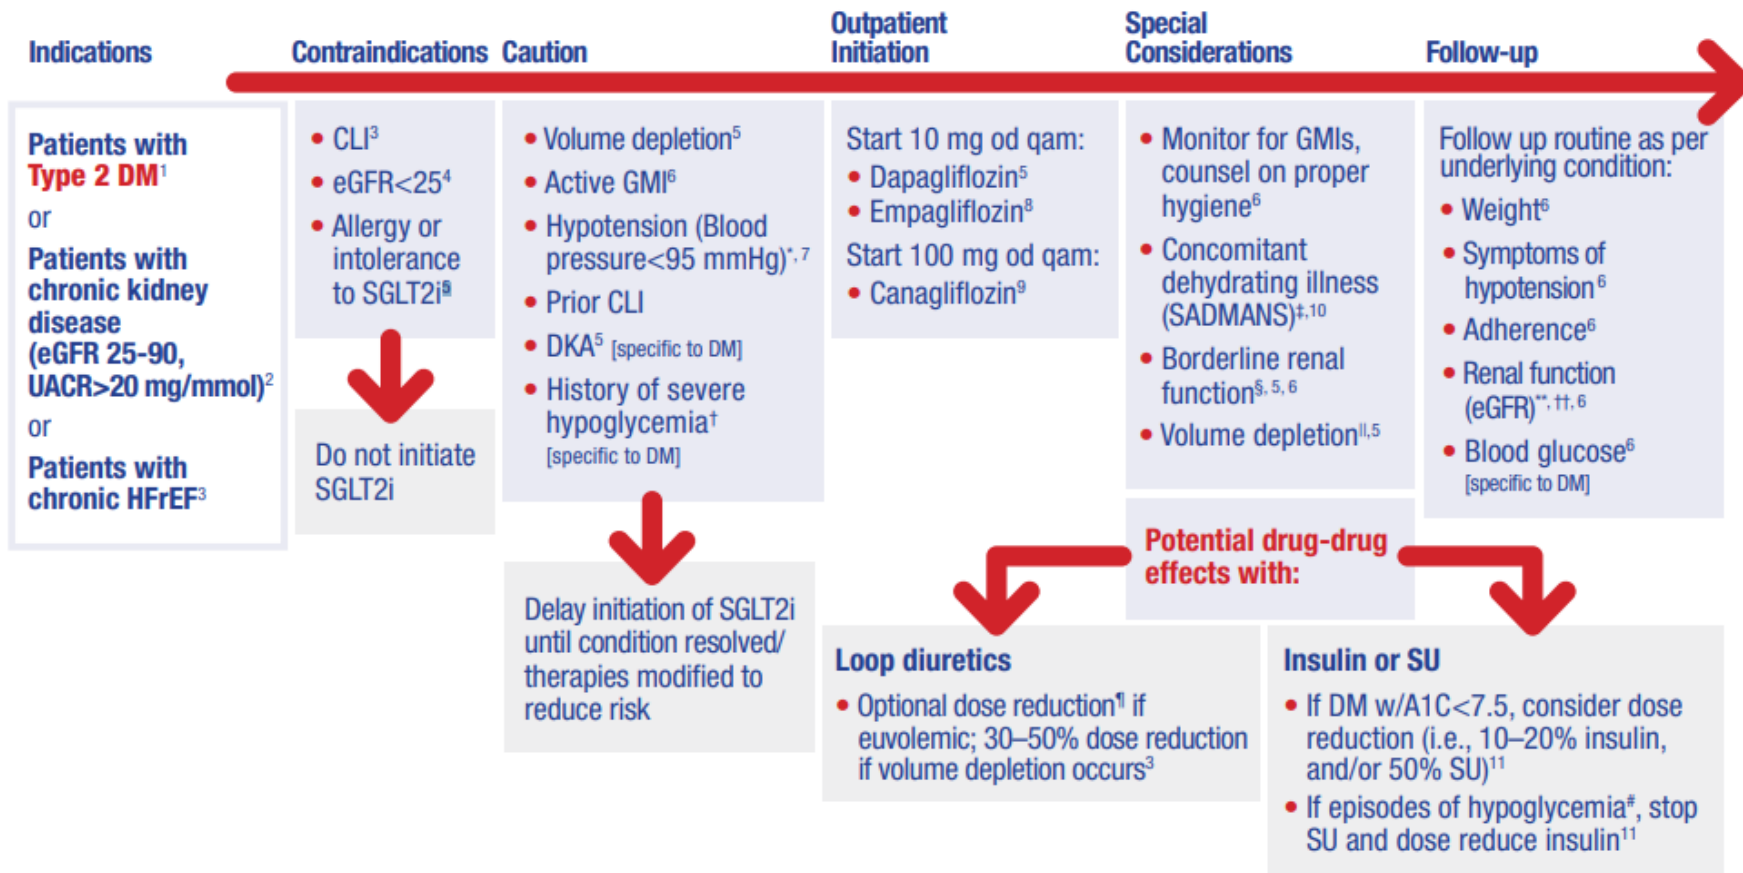 Indications
Contraindications
Caution
Outpatient
Initiation
Special
Considerations
Follow-up
Patients with
Type 2 DM¹
or
Patients with
chronic kidney
disease
(eGFR 25-90,
UACR>20 mg/mmol)²
or
Patients with
chronic HFrEF³
• CLI³
• eGFR<25⁴
• Allergy or
intolerance
to SGLT2i
Do not initiate
SGLT2i
• Volume depletion⁵
• Active GMI⁶
• Hypotension (Blood
pressure<95 mmHg)*, ⁷
• Prior CLI
• DKA⁵ [specific to DM]
• History of severe
hypoglycemia†
[specific to DM]
Delay initiation of SGLT2i
until condition resolved/
therapies modified to
reduce risk
Start 10 mg od qam:
• Dapagliflozin⁵
• Empagliflozin⁸
Start 100 mg od qam:
• Canagliflozin⁹
• Monitor for GMIs,
counsel on proper
hygiene⁶
• Concomitant
dehydrating illness
(SADMANS)‡,¹⁰
• Borderline renal
function§, ⁵, ⁶
• Volume depletion||,⁵
Potential drug-drug
effects with:
Loop diuretics
• Optional dose reduction¶ if
euvolemic; 30–50% dose reduction
if volume depletion occurs³
Insulin or SU
• If DM w/A1C<7.5, consider dose
reduction (i.e., 10–20% insulin,
and/or 50% SU)¹¹
• If episodes of hypoglycemia#, stop
SU and dose reduce insulin¹¹
Follow up routine as per
underlying condition:
• Weight⁶
• Symptoms of
hypotension⁶
• Adherence⁶
• Renal function
(eGFR)**, ††, ⁶
• Blood glucose⁶
[specific to DM]